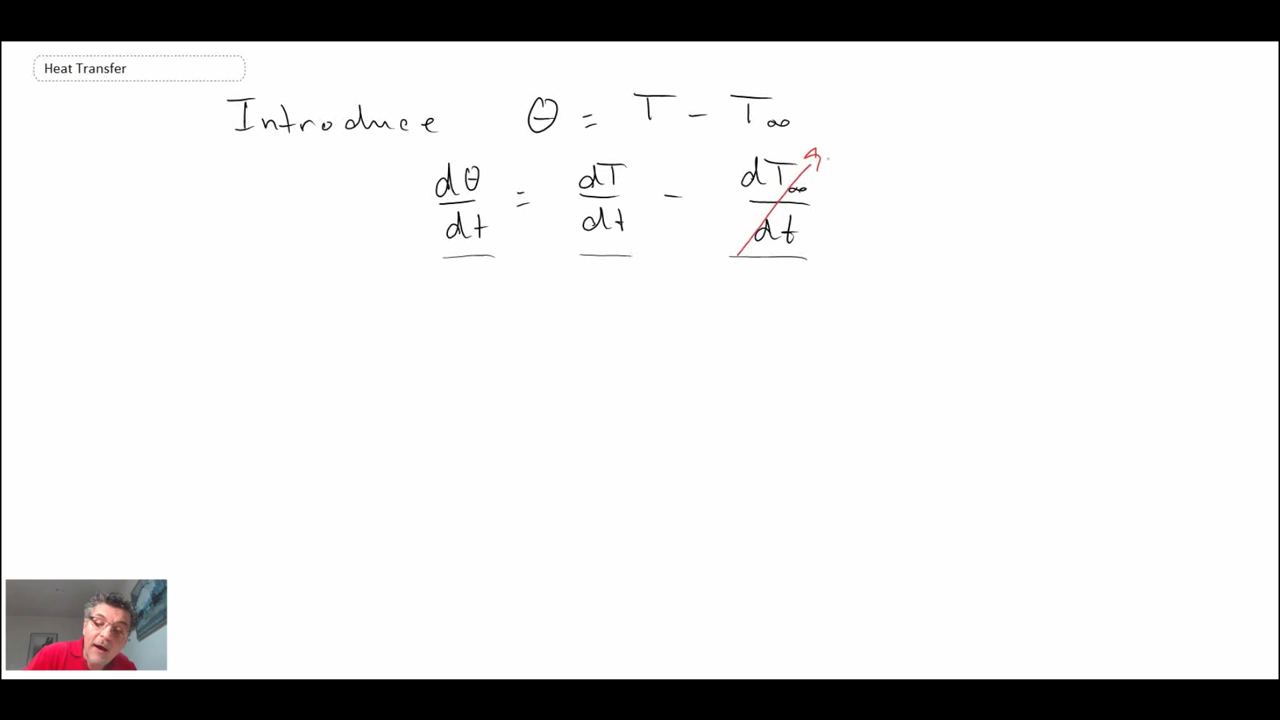 Heat Transfer
Introduce θ = T - T∞
dθ/dt = dT/dt - dT∞/dt